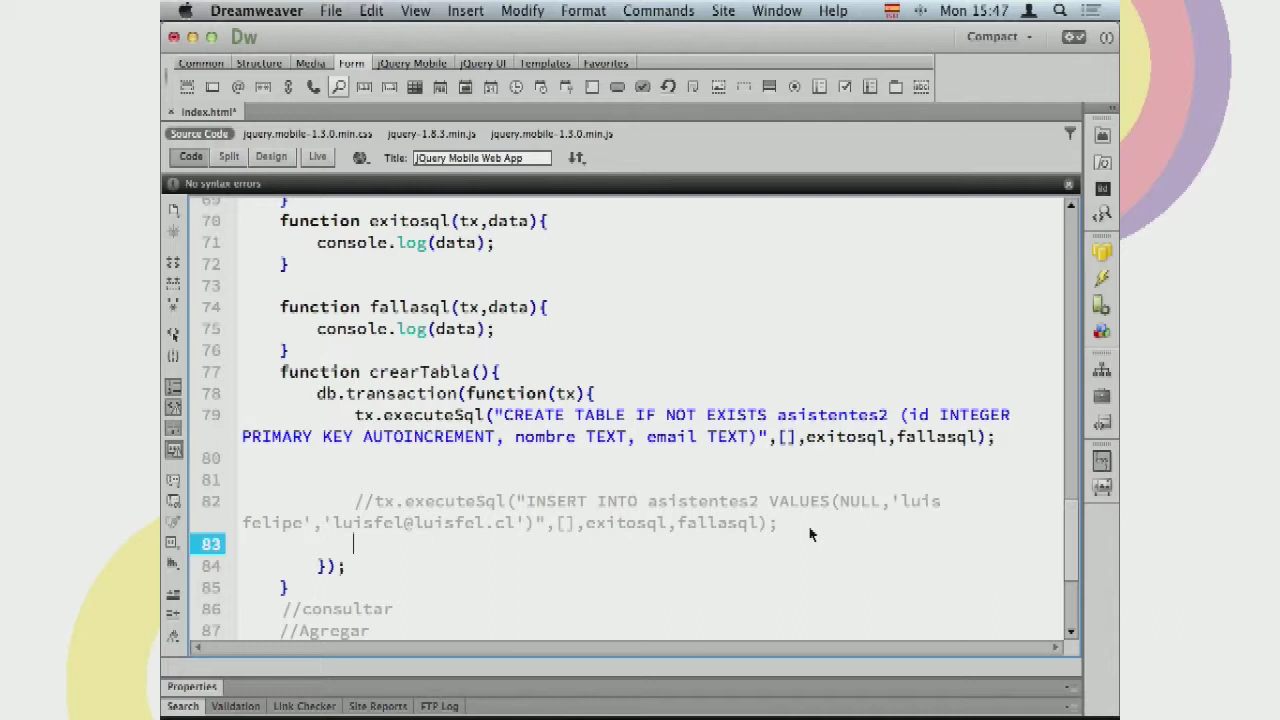 Dreamweaver File Edit View Insert Modify Format Commands Site Window Help Mon 15:47
Dw Compact
Common Structure Media Form jQuery Mobile jQuery UI Templates Favorites
index.html*
Source Code jquery.mobile-1.3.0.min.css jquery-1.8.3.min.js jquery.mobile-1.3.0.min.js
Code Split Design Live Title: jQuery Mobile Web App
No syntax errors
69 }
70 function exitosql(tx,data){
71 console.log(data);
72 }
73
74 function fallasql(tx,data){
75 console.log(data);
76 }
77 function crearTabla(){
78 db.transaction(function(tx){
79 tx.executeSql("CREATE TABLE IF NOT EXISTS asistentes2 (id INTEGER
PRIMARY KEY AUTOINCREMENT, nombre TEXT, email TEXT)",[],exitosql,fallasql);
80
81
82 //tx.executeSql("INSERT INTO asistentes2 VALUES(NULL,'luis
felipe','luisfel@luisfel.cl')",[],exitosql,fallasql);
83
84 });
85 }
86 //consultar
87 //Agregar
Properties
Search Validation Link Checker Site Reports FTP Log